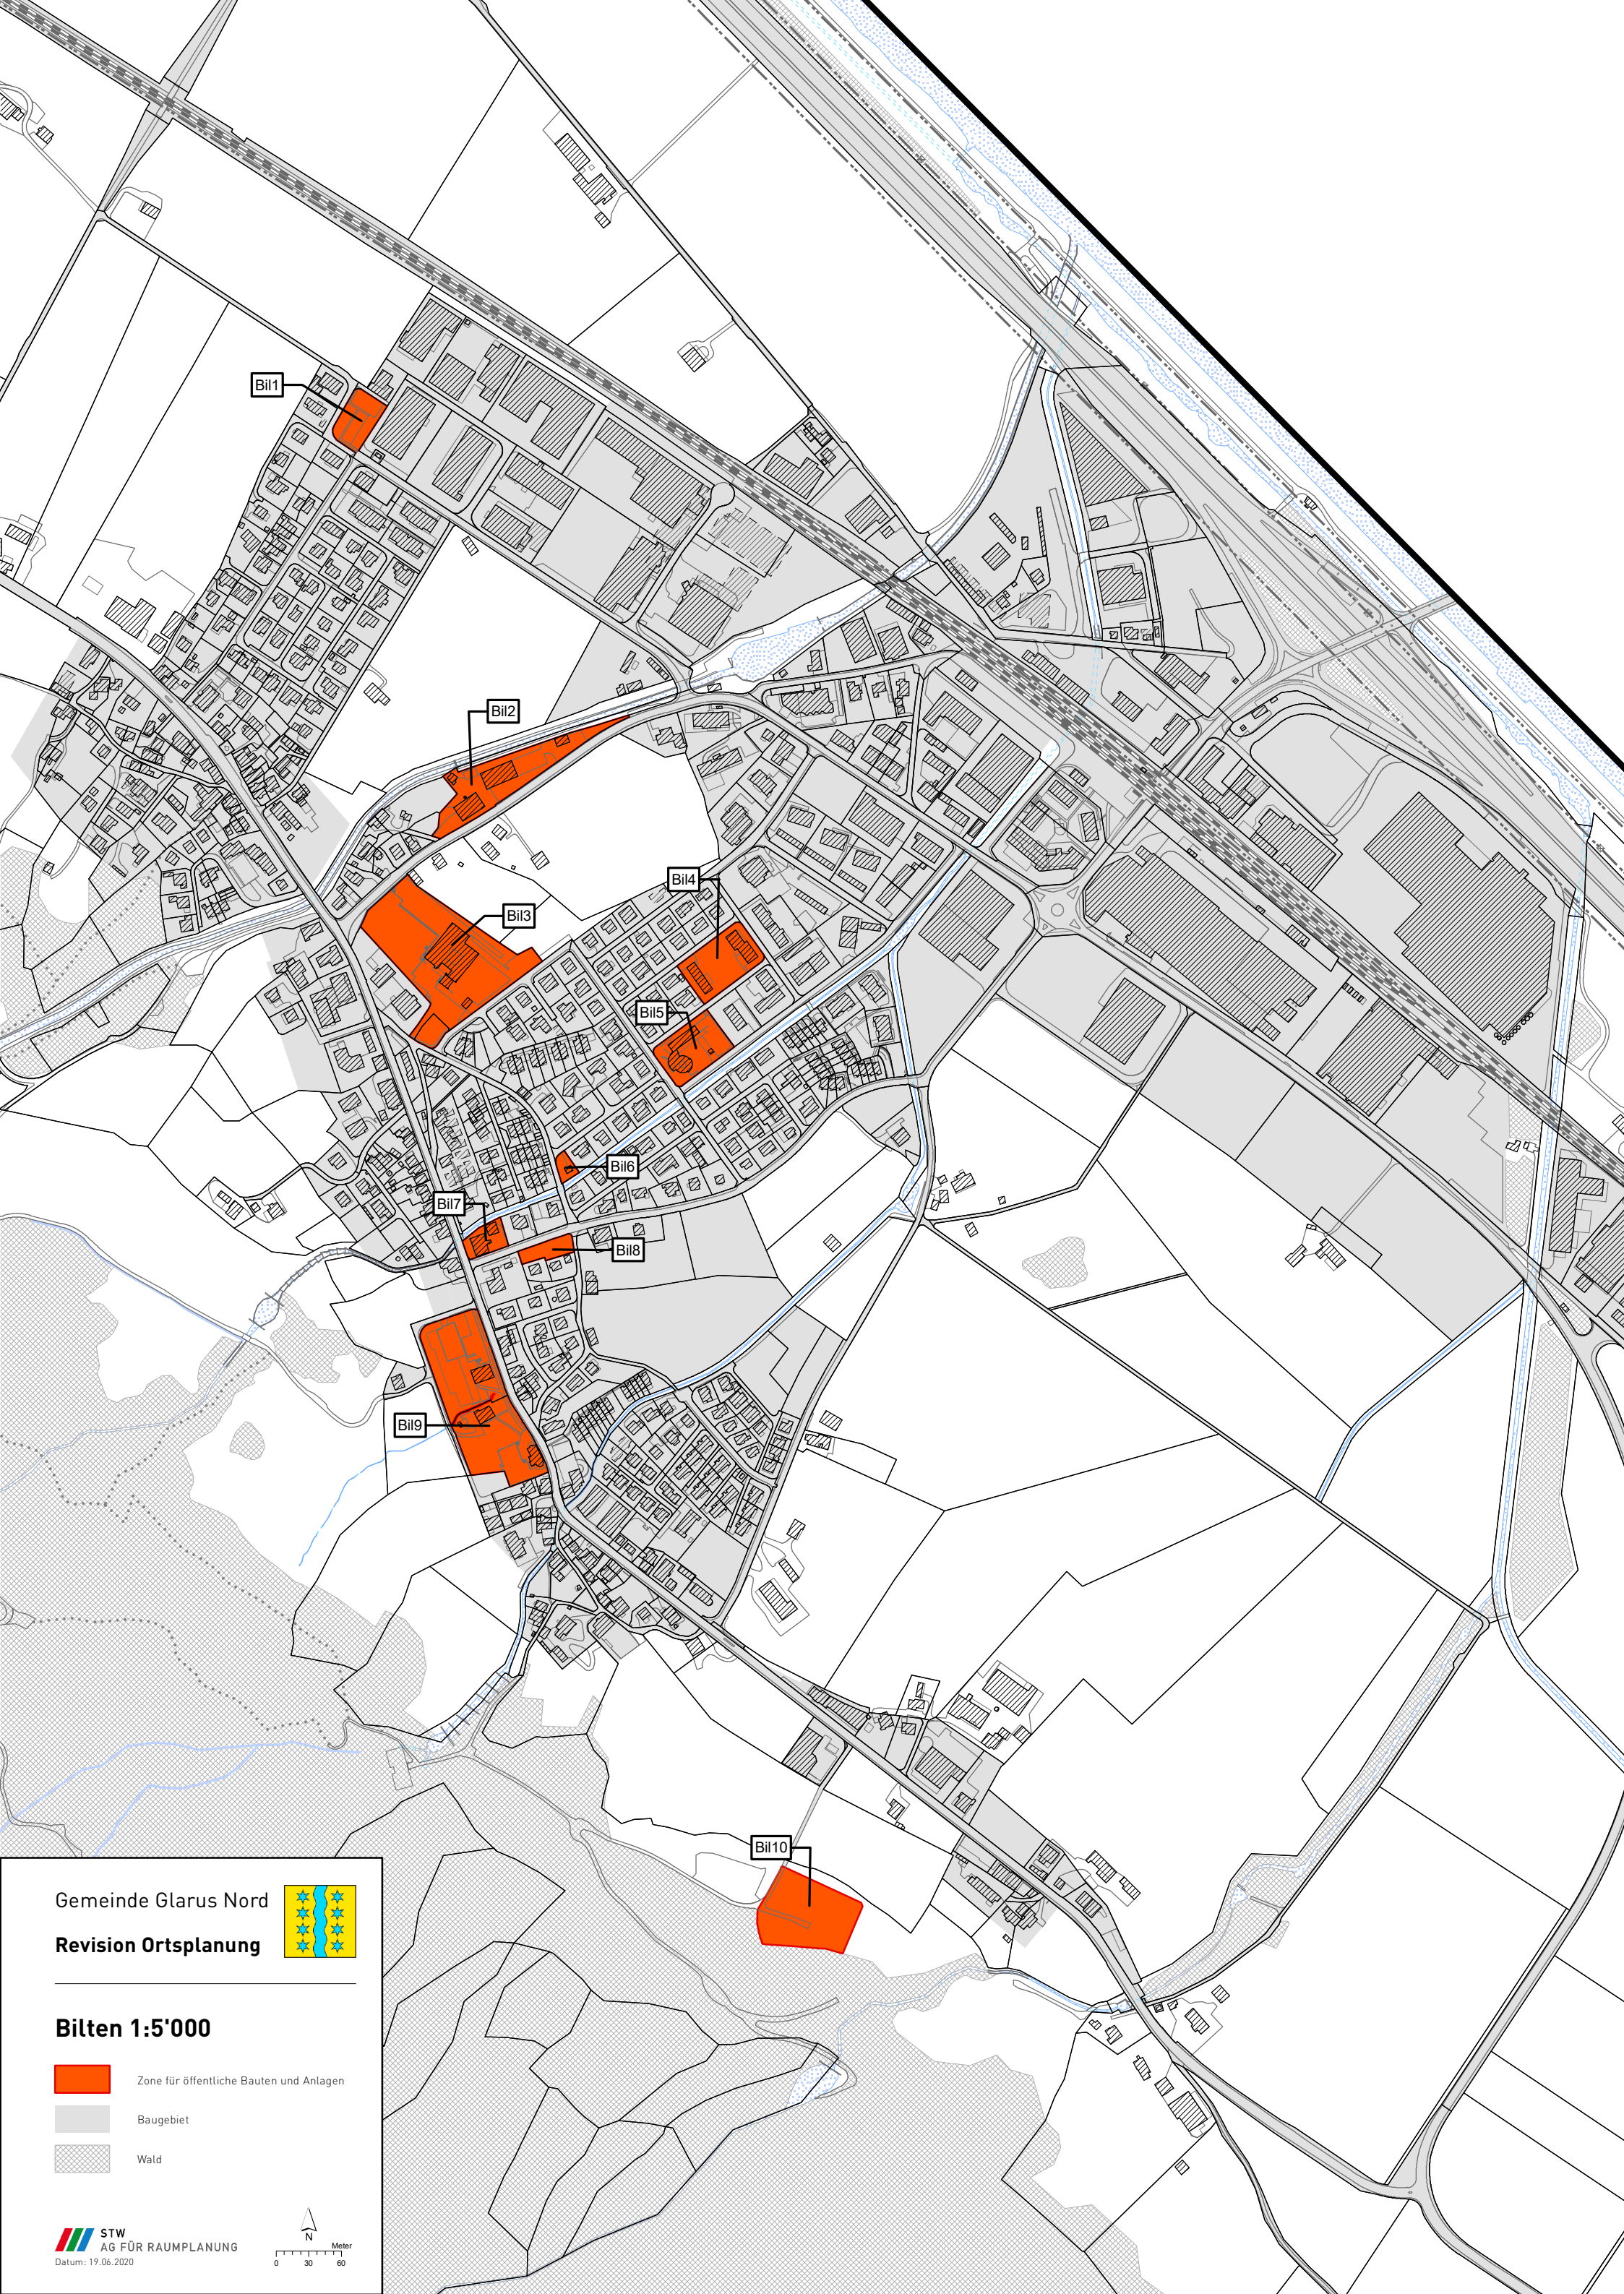 Bil1
Bil2
Bil4
Bil3
Bil5
Bil6
Bil7
Bil8
Bil9
Bil10
Gemeinde Glarus Nord
Revision Ortsplanung
Bilten 1:5'000
Zone für öffentliche Bauten und Anlagen
Baugebiet
Wald
STW
AG FÜR RAUMPLANUNG
Datum: 19.06.2020
N
Meter
0 30 60